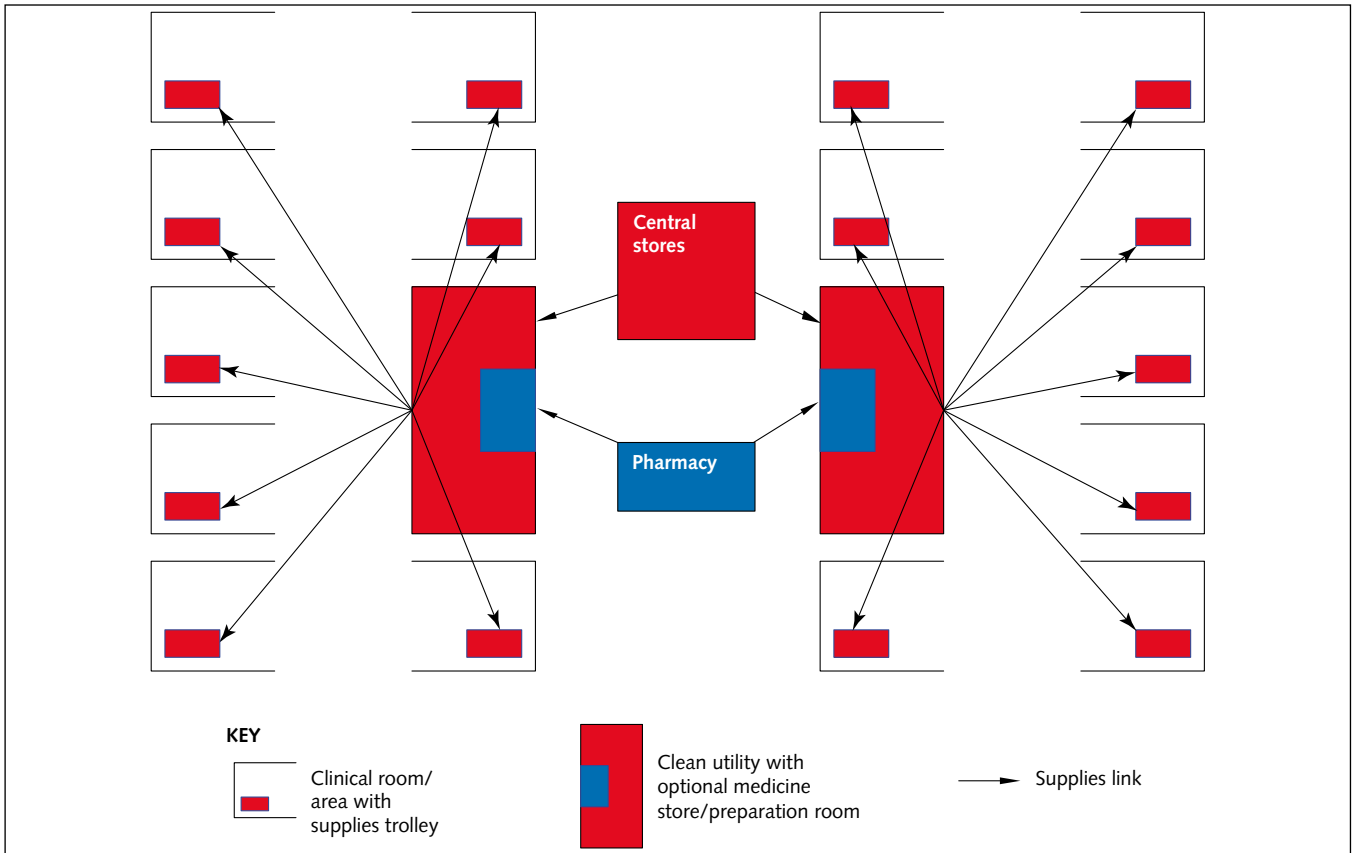 Central
stores
Pharmacy
KEY
Clinical room/
area with
supplies trolley
Clean utility with
optional medicine
store/preparation room
Supplies link